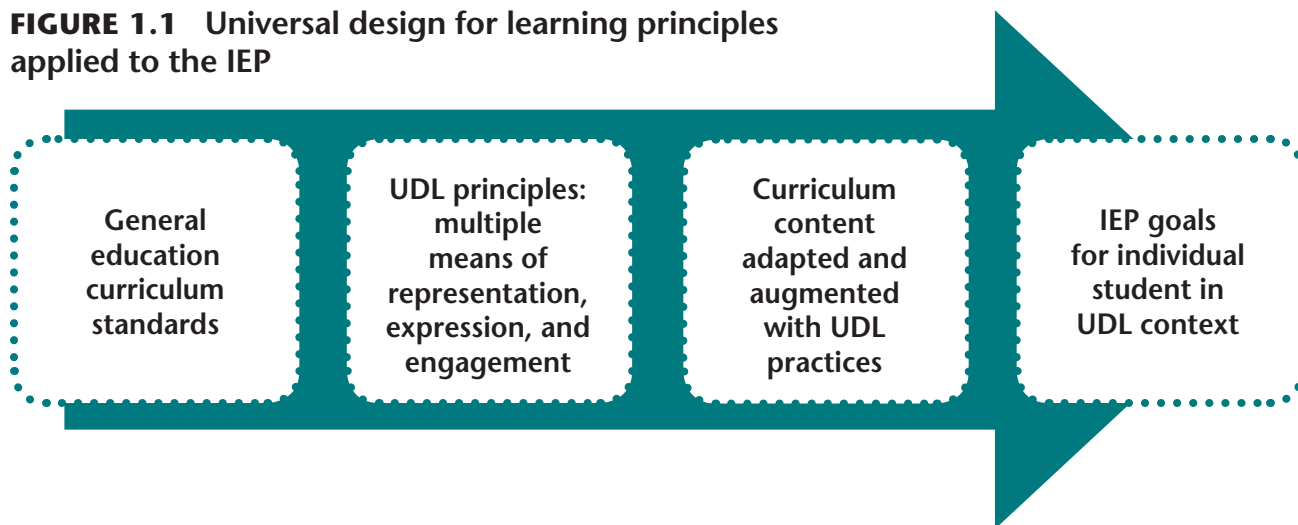 FIGURE 1.1 Universal design for learning principles
applied to the IEP
General
education
curriculum
standards
UDL principles:
multiple
means of
representation,
expression, and
engagement
Curriculum
content
adapted and
augmented
with UDL
practices
IEP goals
for individual
student in
UDL context